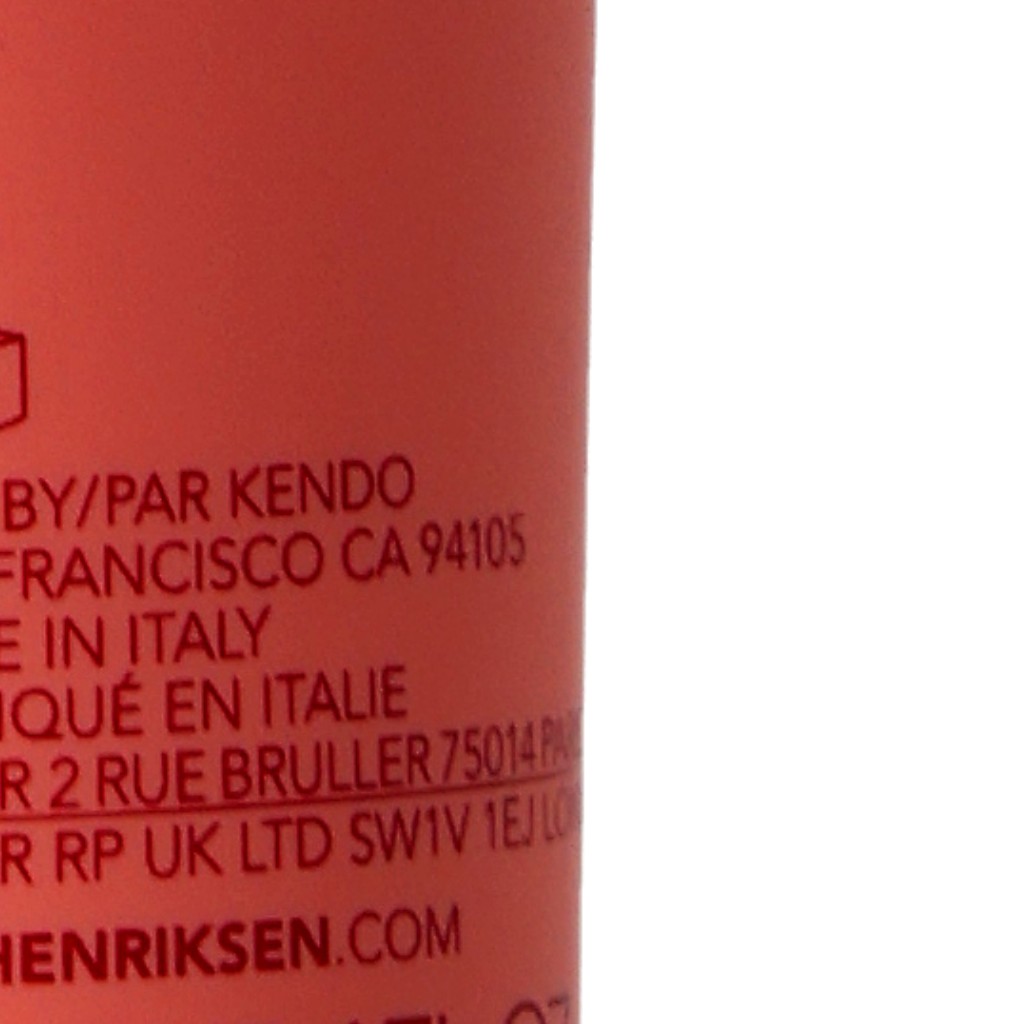 BY/PAR KENDO
FRANCISCO CA 94105
E IN ITALY
IQUÉ EN ITALIE
R 2 RUE BRULLER 75014
R RP UK LTD SW1V 1EJ
HENRIKSEN.COM